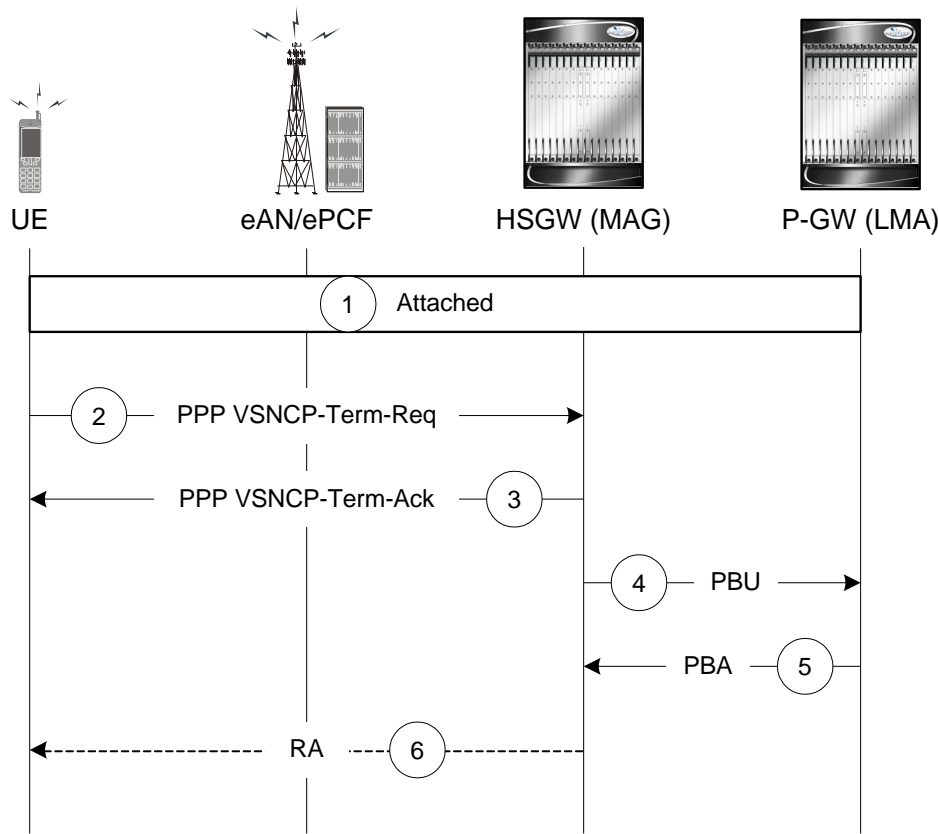 UE
eAN/ePCF
HSGW (MAG)
P-GW (LMA)
1 Attached
2 PPP VSNCP-Term-Req
PPP VSNCP-Term-Ack 3
4 PBU
PBA 5
RA 6